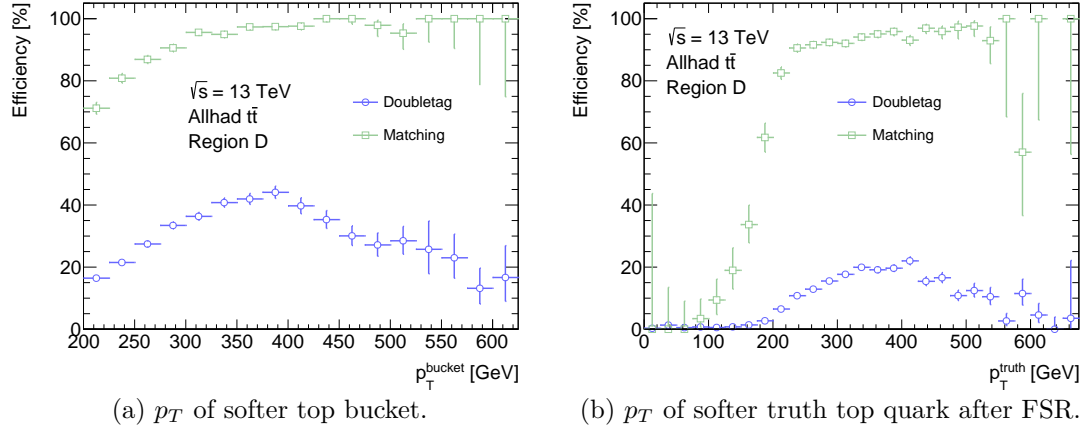 Efficiency [%]
100
80
60
40
20
0
√s = 13 TeV
Allhad tt̄
Region D
Doubletag
Matching
200 250 300 350 400 450 500 550 600
p_T^bucket [GeV]
(a) p_T of softer top bucket.
Efficiency [%]
100
80
60
40
20
0
√s = 13 TeV
Allhad tt̄
Region D
Doubletag
Matching
0 100 200 300 400 500 600
p_T^truth [GeV]
(b) p_T of softer truth top quark after FSR.